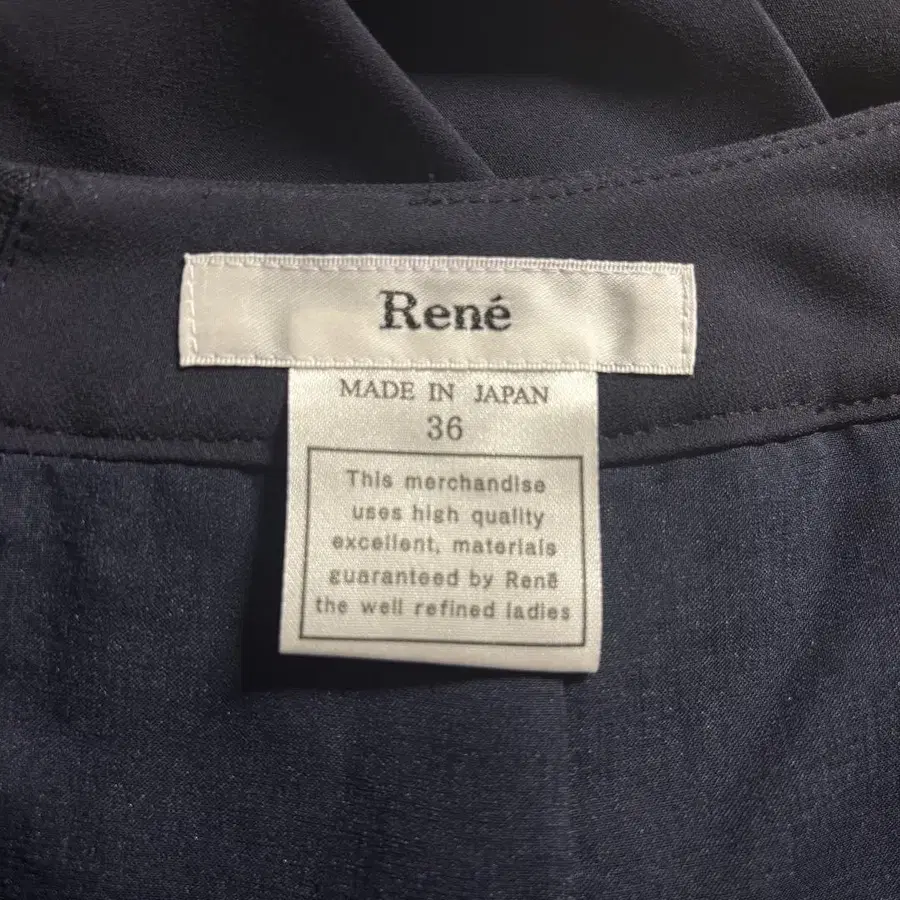 René
MADE IN JAPAN
36
This merchandise
uses high quality
excellent, materials
guaranteed by René
the well refined ladies